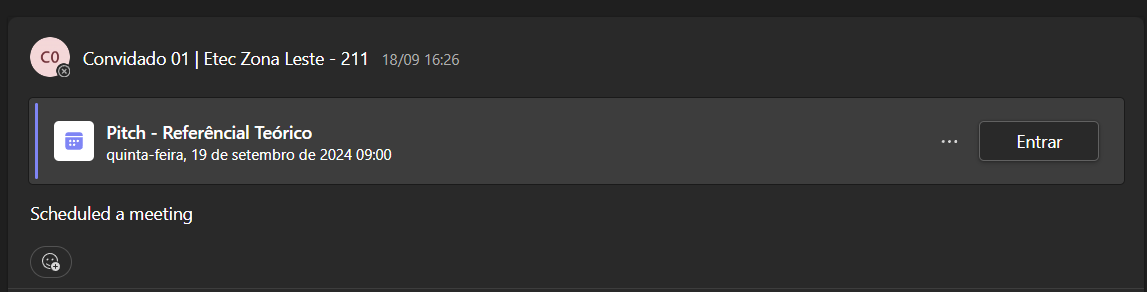 C0
Convidado 01 | Etec Zona Leste - 211 18/09 16:26
Pitch - Referêncial Teórico
quinta-feira, 19 de setembro de 2024 09:00
... Entrar
Scheduled a meeting